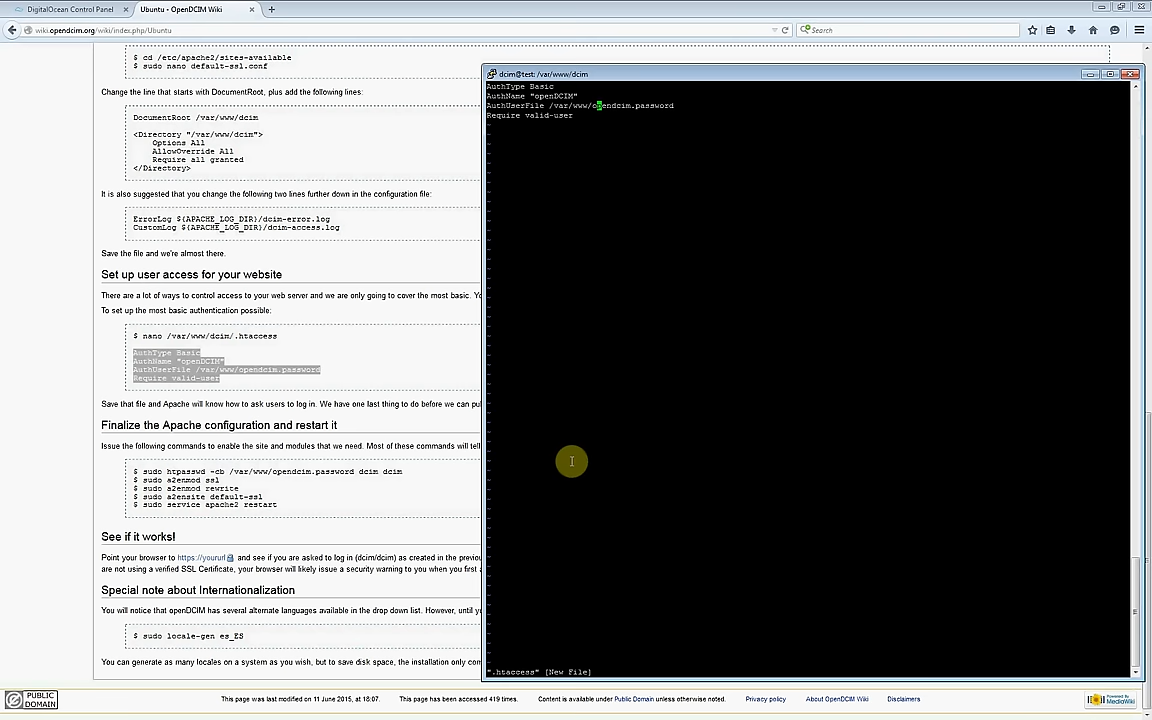 DigitalOcean Control Panel
Ubuntu - OpenDCIM Wiki
wiki.opendcim.org/wiki/index.php/Ubuntu
Search
$ cd /etc/apache2/sites-available
$ sudo nano default-ssl.conf
Change the line that starts with DocumentRoot, plus add the following lines:
DocumentRoot /var/www/dcim
<Directory "/var/www/dcim">
Options All
AllowOverride All
Require all granted
</Directory>
It is also suggested that you change the following two lines further down in the configuration file:
ErrorLog ${APACHE_LOG_DIR}/dcim-error.log
CustomLog ${APACHE_LOG_DIR}/dcim-access.log
Save the file and we're almost there.
Set up user access for your website
There are a lot of ways to control access to your web server and we are only going to cover the most basic.
To set up the most basic authentication possible:
$ nano /var/www/dcim/.htaccess
AuthType Basic
AuthName "openDCIM"
AuthUserFile /var/www/opendcim.password
Require valid-user
Save that file and Apache will know how to ask users to log in. We have one last thing to do before we can
Finalize the Apache configuration and restart it
Issue the following commands to enable the site and modules that we need. Most of these commands will tell
$ sudo htpasswd -cb /var/www/opendcim.password dcim dcim
$ sudo a2enmod ssl
$ sudo a2enmod rewrite
$ sudo a2ensite default-ssl
$ sudo service apache2 restart
See if it works!
Point your browser to https://yoururl and see if you are asked to log in (dcim/dcim) as created in the
are not using a verified SSL Certificate, your browser will likely issue a security warning to you when you first
Special note about Internationalization
You will notice that openDCIM has several alternate languages available in the drop down list. However, until
$ sudo locale-gen es_ES
You can generate as many locales on a system as you wish, but to save disk space, the installation only
dcim@test: /var/www/dcim
AuthType Basic
AuthName "openDCIM"
AuthUserFile /var/www/opendcim.password
Require valid-user
".htaccess" [New File]
PUBLIC DOMAIN
This page was last modified on 11 June 2015, at 18:07.
This page has been accessed 419 times.
Content is available under Public Domain unless otherwise noted.
Privacy policy
About OpenDCIM Wiki
Disclaimers
Powered By MediaWiki